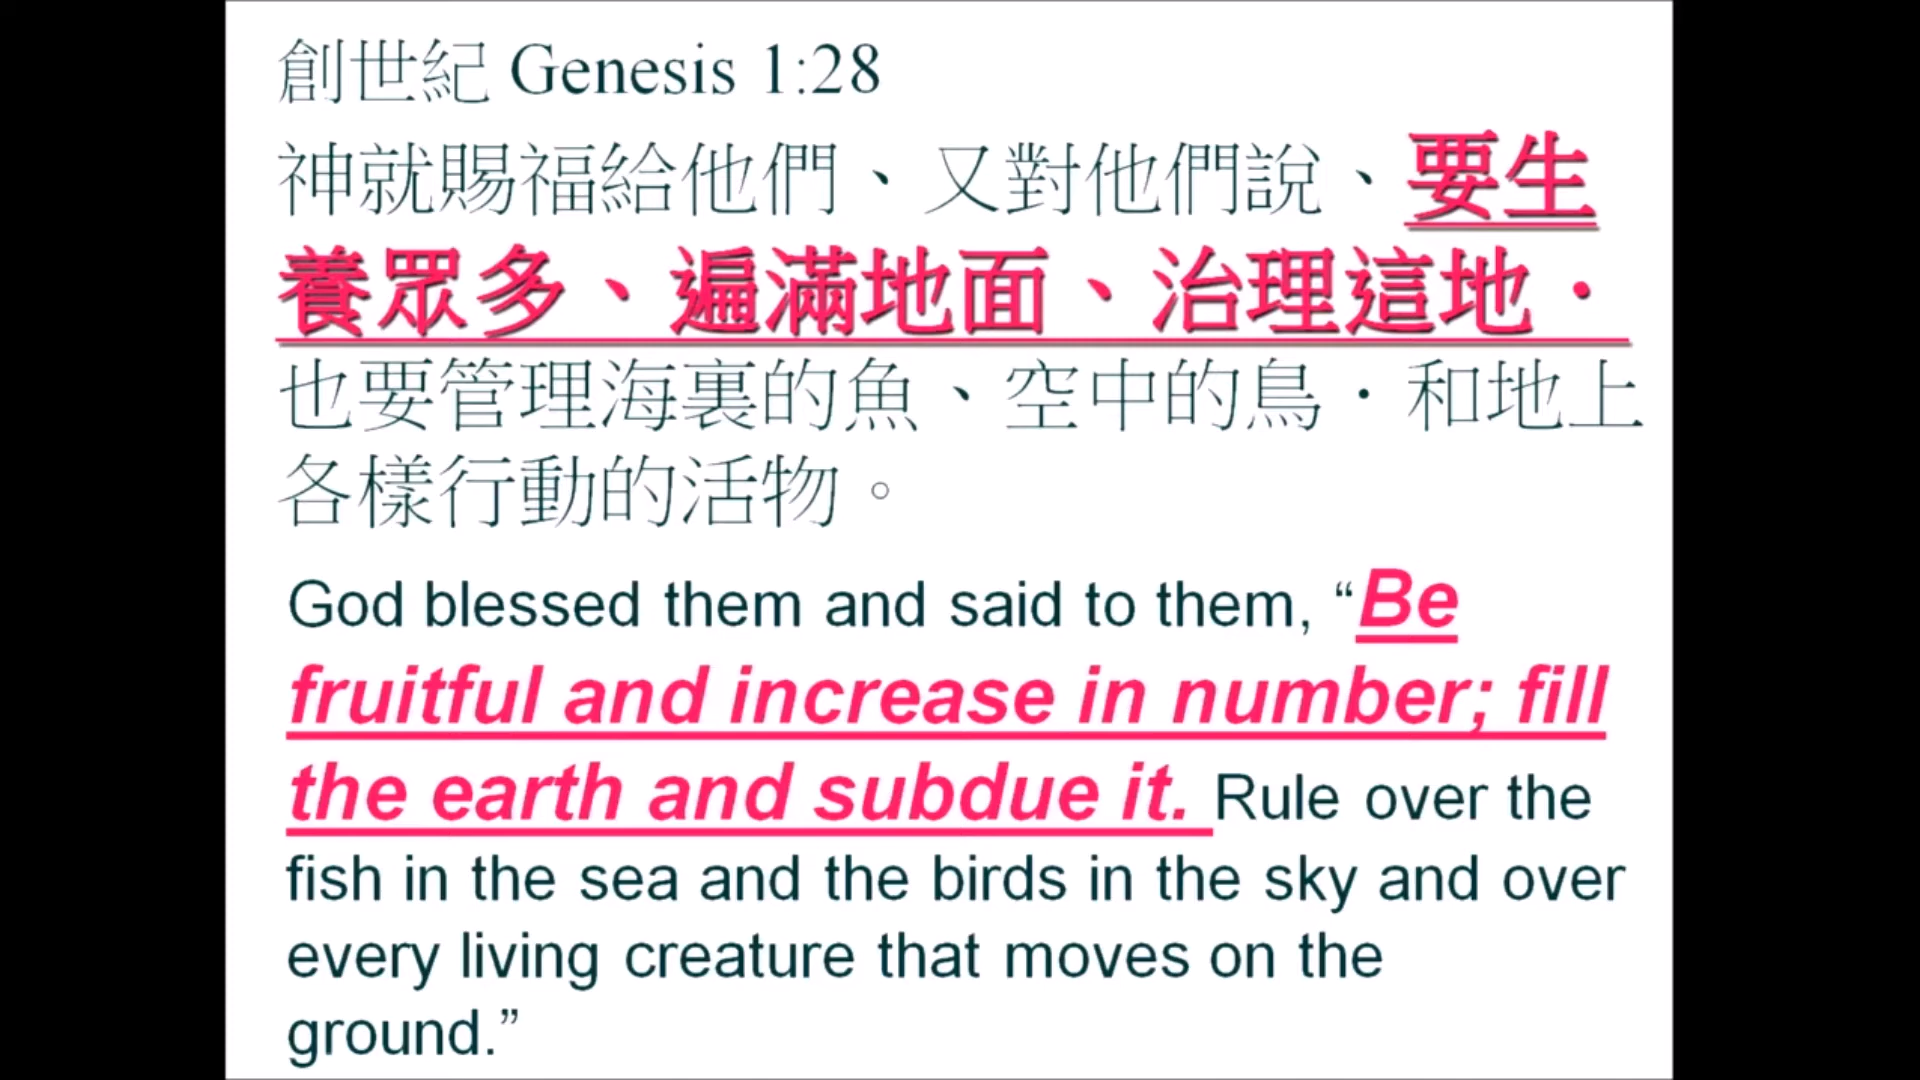 創世紀 Genesis 1:28
神就賜福給他們、又對他們說、要生
養眾多、遍滿地面、治理這地．
也要管理海裏的魚、空中的鳥．和地上
各樣行動的活物。
God blessed them and said to them, “Be
fruitful and increase in number; fill
the earth and subdue it. Rule over the
fish in the sea and the birds in the sky and over
every living creature that moves on the
ground.”